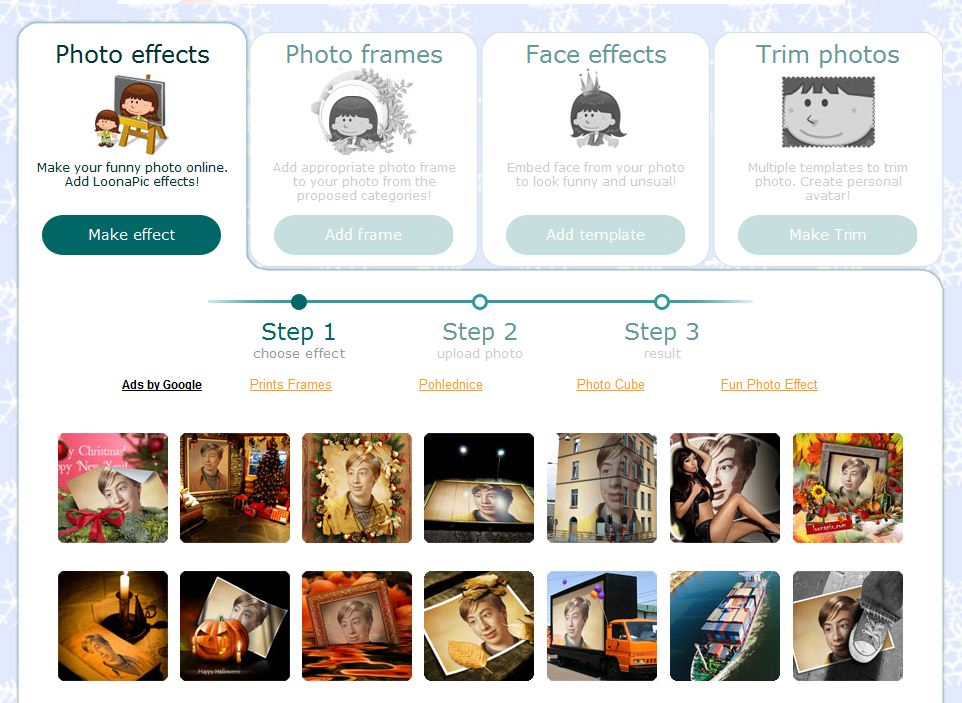 Photo effects
Make your funny photo online.
Add LoonaPic effects!
Make effect
Photo frames
Add appropriate photo frame
to your photo from the
proposed categories!
Add frame
Face effects
Embed face from your photo
to look funny and unsual!
Add template
Trim photos
Multiple templates to trim
photo. Create personal
avatar!
Make Trim
Step 1
choose effect
Step 2
upload photo
Step 3
result
Ads by Google
Prints Frames
Pohlednice
Photo Cube
Fun Photo Effect
y Christmas!
ppy New Year!
loonapix.com
Happy Halloween